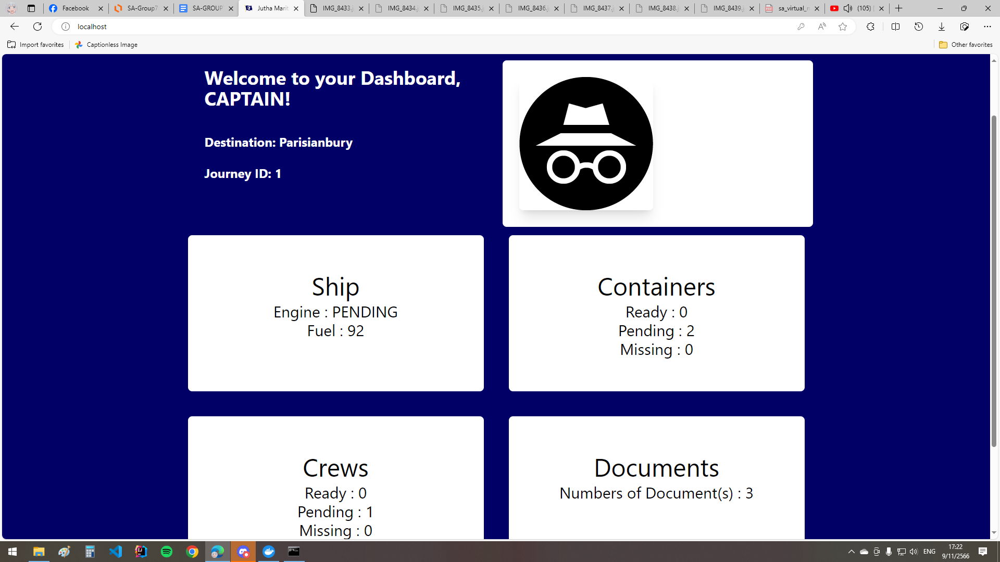 Facebook
SA-Group7
SA-GROUP
Jutha Marit
IMG_8433.j
IMG_8434.j
IMG_8435.j
IMG_8436.j
IMG_8437.j
IMG_8438.j
IMG_8439.j
sa_virtual_n
(105)
localhost
Import favorites
Captionless Image
Other favorites
Welcome to your Dashboard,
CAPTAIN!
Destination: Parisianbury
Journey ID: 1
Ship
Engine : PENDING
Fuel : 92
Containers
Ready : 0
Pending : 2
Missing : 0
Crews
Ready : 0
Pending : 1
Missing : 0
Documents
Numbers of Document(s) : 3
ENG
17:22
9/11/2566